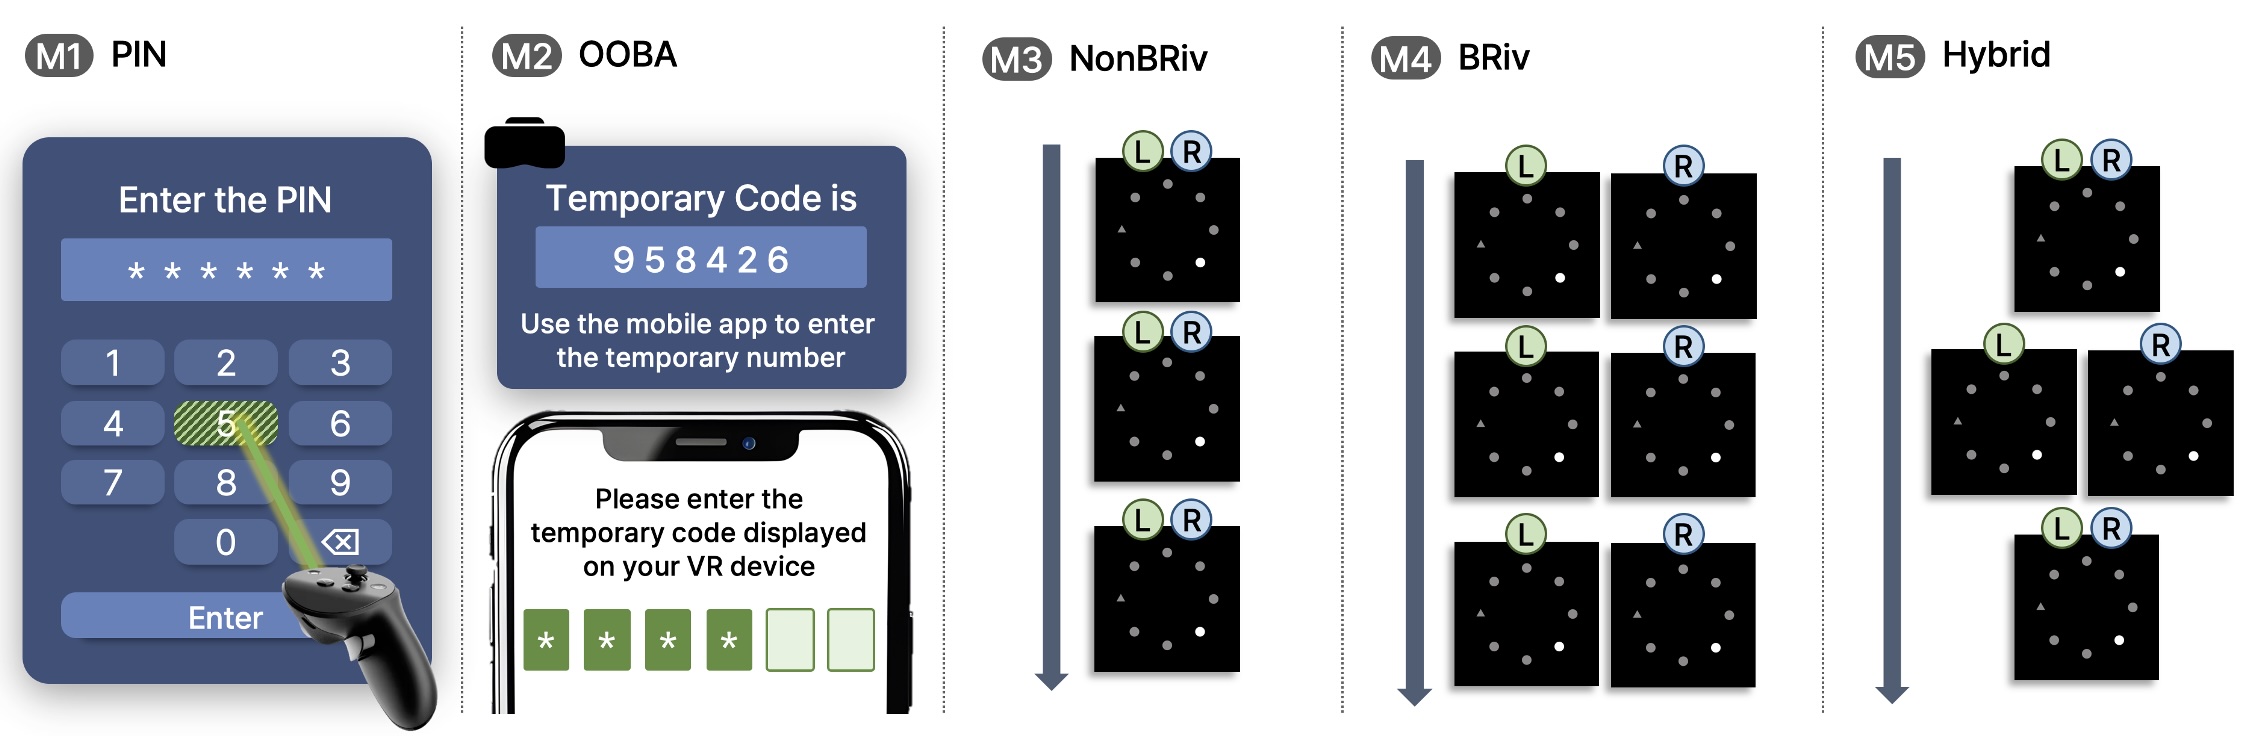 M1 PIN
Enter the PIN
* * * * * *
1 2 3
4 5 6
7 8 9
0
Enter
M2 OOBA
Temporary Code is
9 5 8 4 2 6
Use the mobile app to enter
the temporary number
Please enter the
temporary code displayed
on your VR device
* * * *
M3 NonBRiv
L R
L R
L R
M4 BRiv
L R
L R
L R
M5 Hybrid
L R
L R
L R